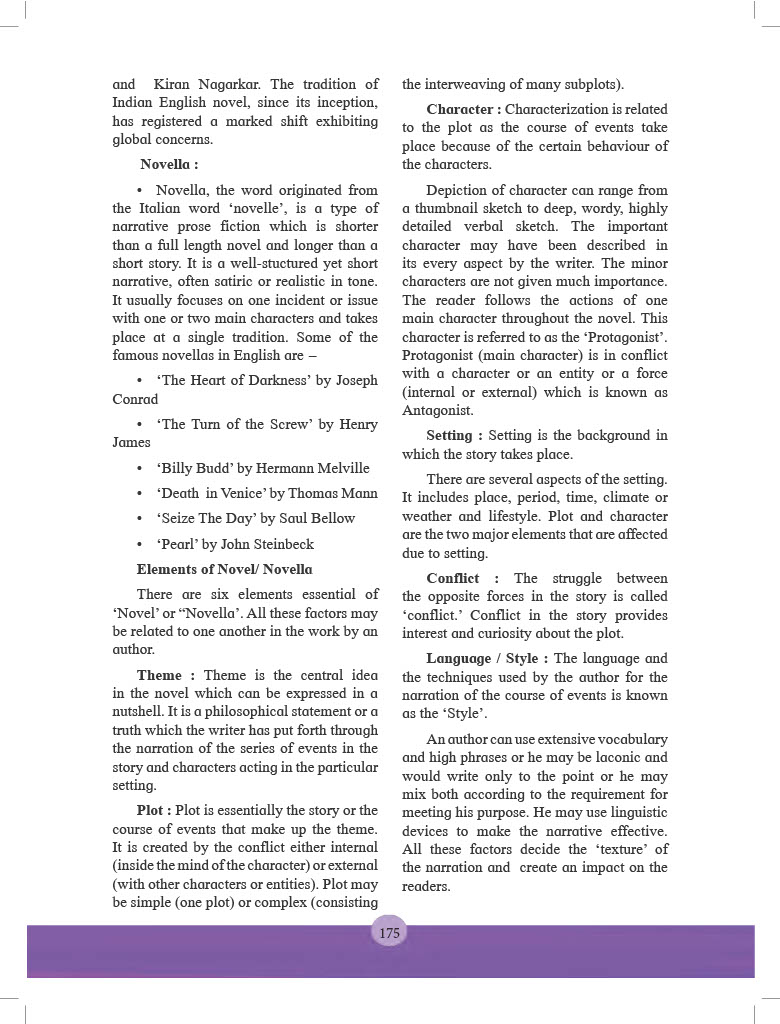 and Kiran Nagarkar. The tradition of
Indian English novel, since its inception,
has registered a marked shift exhibiting
global concerns.
Novella :
• Novella, the word originated from
the Italian word ‘novelle’, is a type of
narrative prose fiction which is shorter
than a full length novel and longer than a
short story. It is a well-stuctured yet short
narrative, often satiric or realistic in tone.
It usually focuses on one incident or issue
with one or two main characters and takes
place at a single tradition. Some of the
famous novellas in English are –
• ‘The Heart of Darkness’ by Joseph
Conrad
• ‘The Turn of the Screw’ by Henry
James
• ‘Billy Budd’ by Hermann Melville
• ‘Death in Venice’ by Thomas Mann
• ‘Seize The Day’ by Saul Bellow
• ‘Pearl’ by John Steinbeck
Elements of Novel/ Novella
There are six elements essential of
‘Novel’ or “Novella’. All these factors may
be related to one another in the work by an
author.
Theme : Theme is the central idea
in the novel which can be expressed in a
nutshell. It is a philosophical statement or a
truth which the writer has put forth through
the narration of the series of events in the
story and characters acting in the particular
setting.
Plot : Plot is essentially the story or the
course of events that make up the theme.
It is created by the conflict either internal
(inside the mind of the character) or external
(with other characters or entities). Plot may
be simple (one plot) or complex (consisting
the interweaving of many subplots).
Character : Characterization is related
to the plot as the course of events take
place because of the certain behaviour of
the characters.
Depiction of character can range from
a thumbnail sketch to deep, wordy, highly
detailed verbal sketch. The important
character may have been described in
its every aspect by the writer. The minor
characters are not given much importance.
The reader follows the actions of one
main character throughout the novel. This
character is referred to as the ‘Protagonist’.
Protagonist (main character) is in conflict
with a character or an entity or a force
(internal or external) which is known as
Antagonist.
Setting : Setting is the background in
which the story takes place.
There are several aspects of the setting.
It includes place, period, time, climate or
weather and lifestyle. Plot and character
are the two major elements that are affected
due to setting.
Conflict : The struggle between
the opposite forces in the story is called
‘conflict.’ Conflict in the story provides
interest and curiosity about the plot.
Language / Style : The language and
the techniques used by the author for the
narration of the course of events is known
as the ‘Style’.
An author can use extensive vocabulary
and high phrases or he may be laconic and
would write only to the point or he may
mix both according to the requirement for
meeting his purpose. He may use linguistic
devices to make the narrative effective.
All these factors decide the ‘texture’ of
the narration and create an impact on the
readers.
175